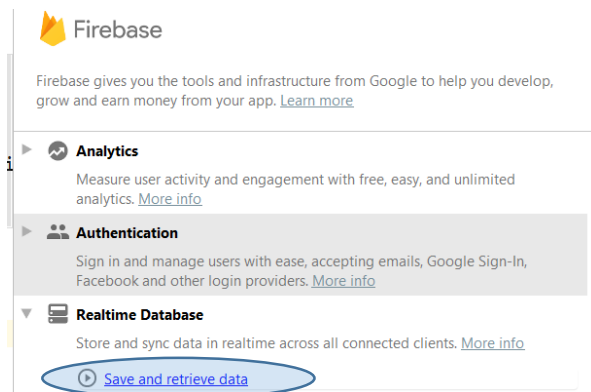 Firebase
Firebase gives you the tools and infrastructure from Google to help you develop,
grow and earn money from your app. Learn more
i
Analytics
Measure user activity and engagement with free, easy, and unlimited
analytics. More info
Authentication
Sign in and manage users with ease, accepting emails, Google Sign-In,
Facebook and other login providers. More info
Realtime Database
Store and sync data in realtime across all connected clients. More info
Save and retrieve data